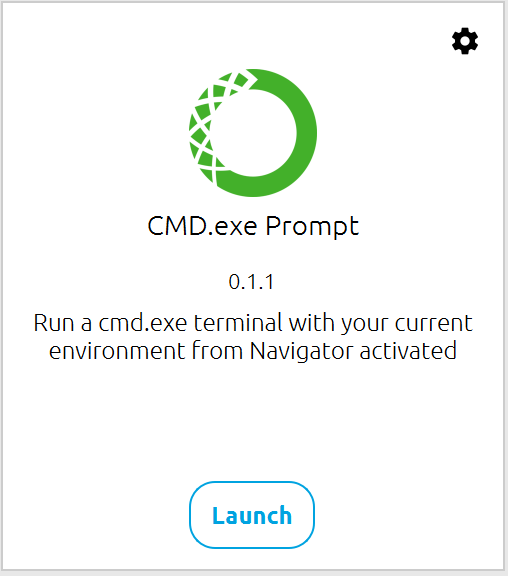 CMD.exe Prompt
0.1.1
Run a cmd.exe terminal with your current
environment from Navigator activated
Launch